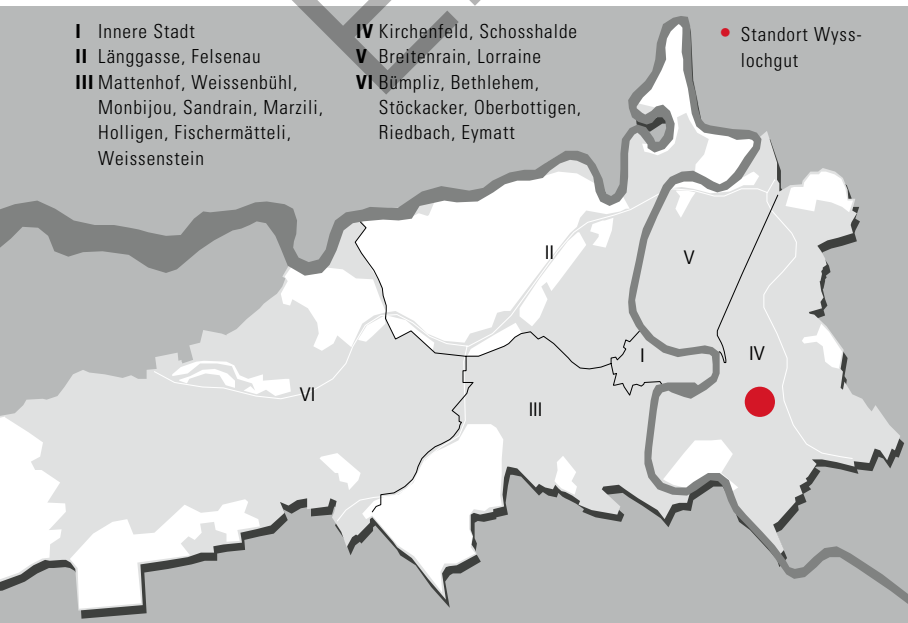 I Innere Stadt
II Länggasse, Felsenau
III Mattenhof, Weissenbühl,
Monbijou, Sandrain, Marzili,
Holligen, Fischermätteli,
Weissenstein
IV Kirchenfeld, Schosshalde
V Breitenrain, Lorraine
VI Bümpliz, Bethlehem,
Stöckacker, Oberbottigen,
Riedbach, Eymatt
Standort Wyss-
lochgut
II
V
I
IV
VI
III